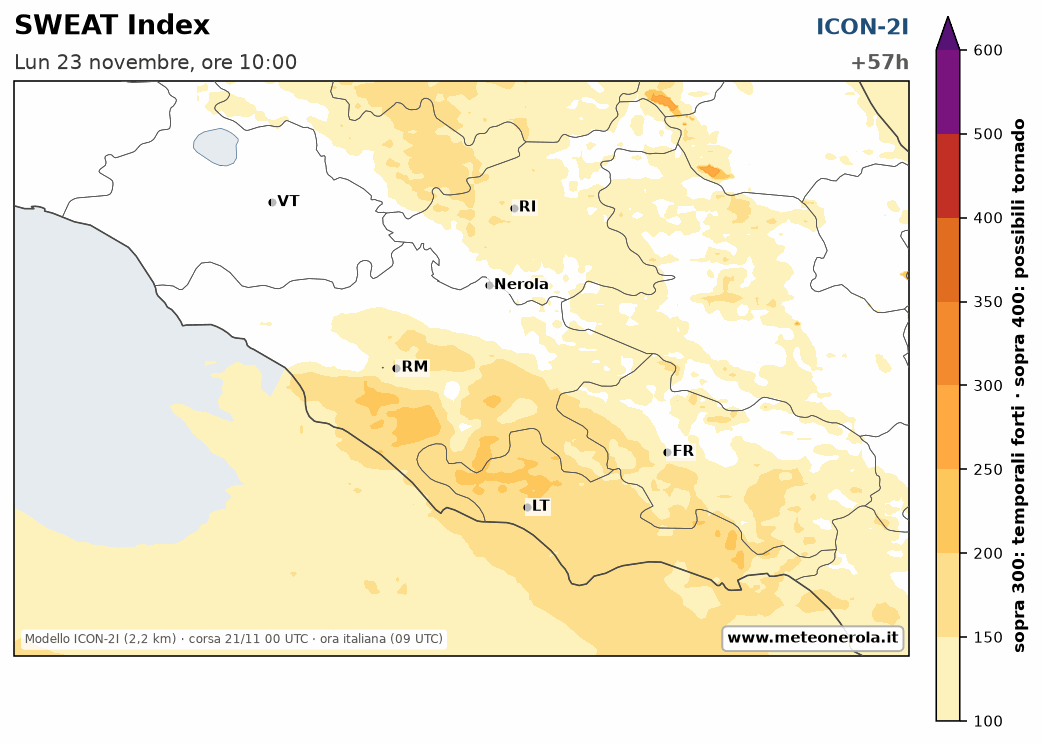 SWEAT Index
ICON-2I
Lun 23 novembre, ore 10:00
+57h
VT
RI
Nerola
RM
FR
LT
Modello ICON-2I (2,2 km) · corsa 21/11 00 UTC · ora italiana (09 UTC)
www.meteonerola.it
600
500
400
350
300
250
200
150
100
sopra 300: temporali forti · sopra 400: possibili tornado